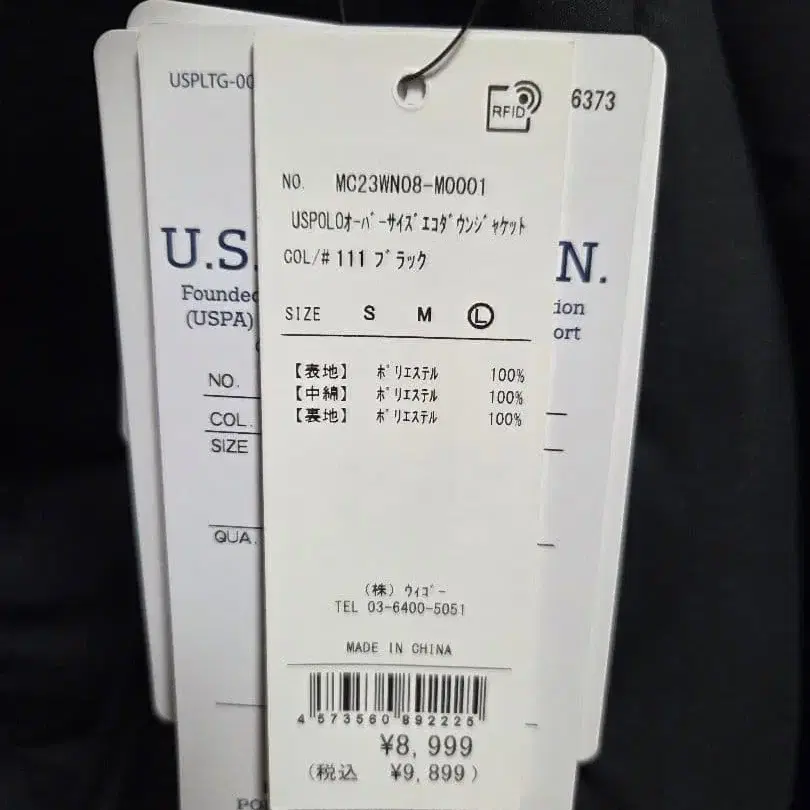 USPLTG-00
RFID
6373
NO. MC23WN08-M0001
USPOLOｵｰﾊﾞｰｻｲｽﾞｴｺﾀﾞｳﾝｼﾞｬｹｯﾄ
COL/# 111 ﾌﾞﾗｯｸ
SIZE S M L
【表地】 ﾎﾟﾘｴｽﾃﾙ 100%
【中綿】 ﾎﾟﾘｴｽﾃﾙ 100%
【裏地】 ﾎﾟﾘｴｽﾃﾙ 100%
(株) ｳｨｺﾞｰ
TEL 03-6400-5051
MADE IN CHINA
4 573560 892225
¥8,999
(税込 ¥9,899)
U.S.
N.
Founded
(USPA)
ion
ort
NO.
COL.
SIZE
QUA.